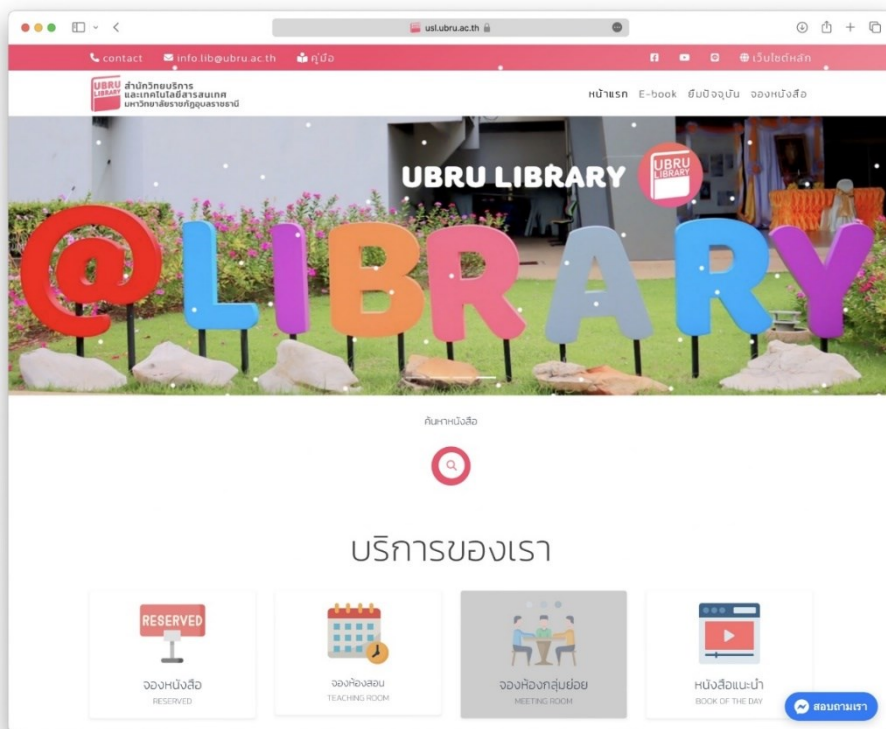 usl.ubru.ac.th
contact info.lib@ubru.ac.th คู่มือ เว็บไซต์หลัก
UBRU
LIBRARY
สำนักวิทยบริการ
และเทคโนโลยีสารสนเทศ
มหาวิทยาลัยราชภัฏอุบลราชธานี
หน้าแรก E-book ยืมปัจจุบัน จองหนังสือ
UBRU LIBRARY
UBRU
LIBRARY
@LIBRARY
ค้นหาหนังสือ
บริการของเรา
RESERVED
จองหนังสือ
RESERVED
จองห้องสอน
TEACHING ROOM
จองห้องกลุ่มย่อย
MEETING ROOM
หนังสือแนะนำ
BOOK OF THE DAY
สอบถามเรา